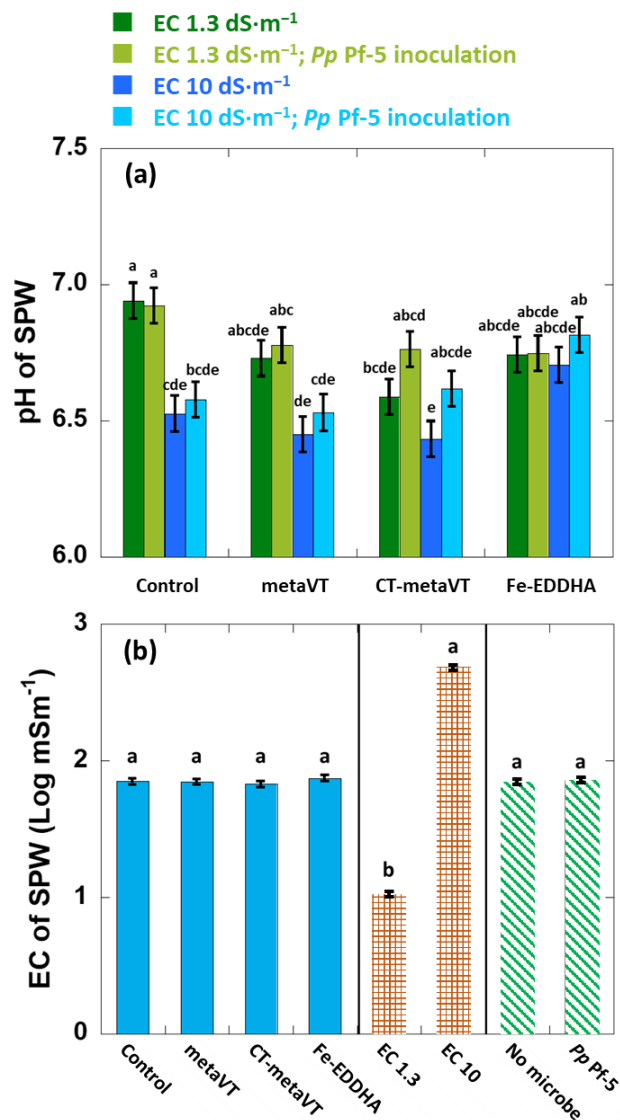 EC 1.3 dS·m⁻¹
EC 1.3 dS·m⁻¹; Pp Pf-5 inoculation
EC 10 dS·m⁻¹
EC 10 dS·m⁻¹; Pp Pf-5 inoculation
(a)
pH of SPW
7.5
7.0
6.5
6.0
a a cde bcde
abcde abc de cde
bcde abcd e abcde
abcde abcde abcde ab
Control metaVT CT-metaVT Fe-EDDHA
(b)
EC of SPW (Log mSm⁻¹)
3
2
1
0
a a a a
b a
a a
Control metaVT CT-metaVT Fe-EDDHA EC 1.3 EC 10 No microbe Pp Pf-5